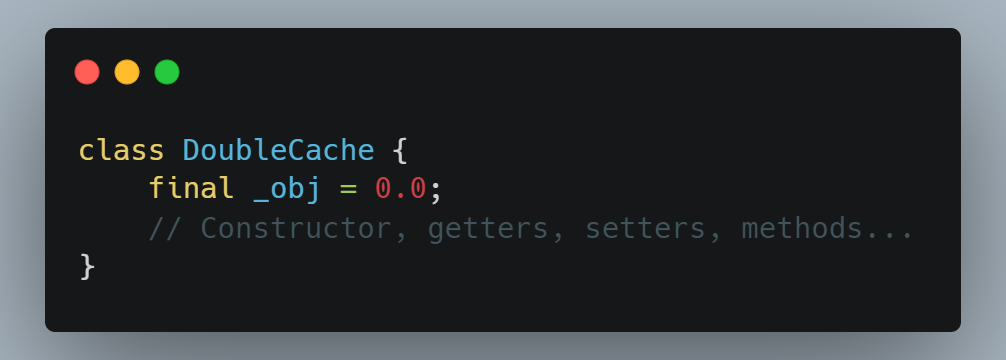 class DoubleCache {
    final _obj = 0.0;
    // Constructor, getters, setters, methods...
}